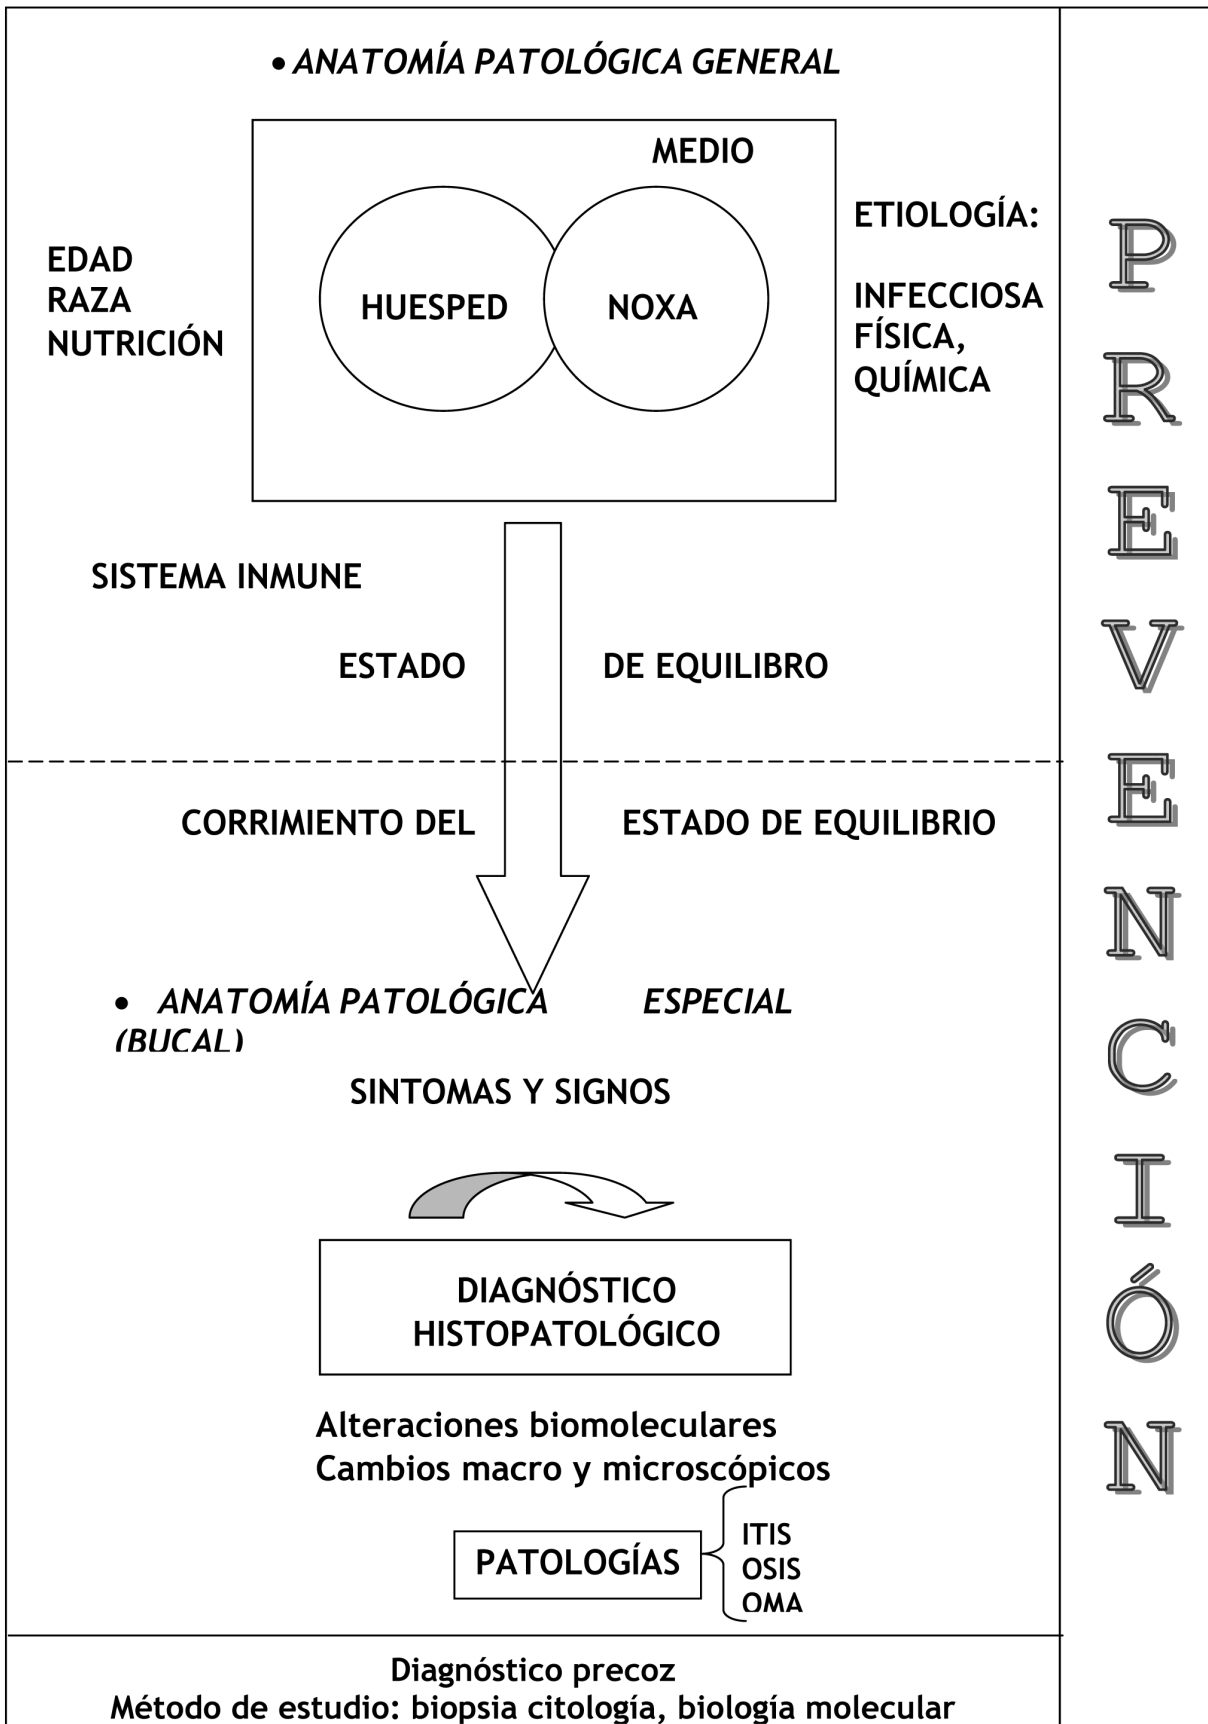 • ANATOMÍA PATOLÓGICA GENERAL
MEDIO
EDAD
RAZA
NUTRICIÓN
HUESPED
NOXA
ETIOLOGÍA:
INFECCIOSA
FÍSICA,
QUÍMICA
SISTEMA INMUNE
ESTADO DE EQUILIBRO
CORRIMIENTO DEL ESTADO DE EQUILIBRIO
• ANATOMÍA PATOLÓGICA ESPECIAL
(BUCAL)
SINTOMAS Y SIGNOS
DIAGNÓSTICO
HISTOPATOLÓGICO
Alteraciones biomoleculares
Cambios macro y microscópicos
PATOLOGÍAS
ITIS
OSIS
OMA
Diagnóstico precoz
Método de estudio: biopsia citología, biología molecular
P
R
E
V
E
N
C
I
Ó
N